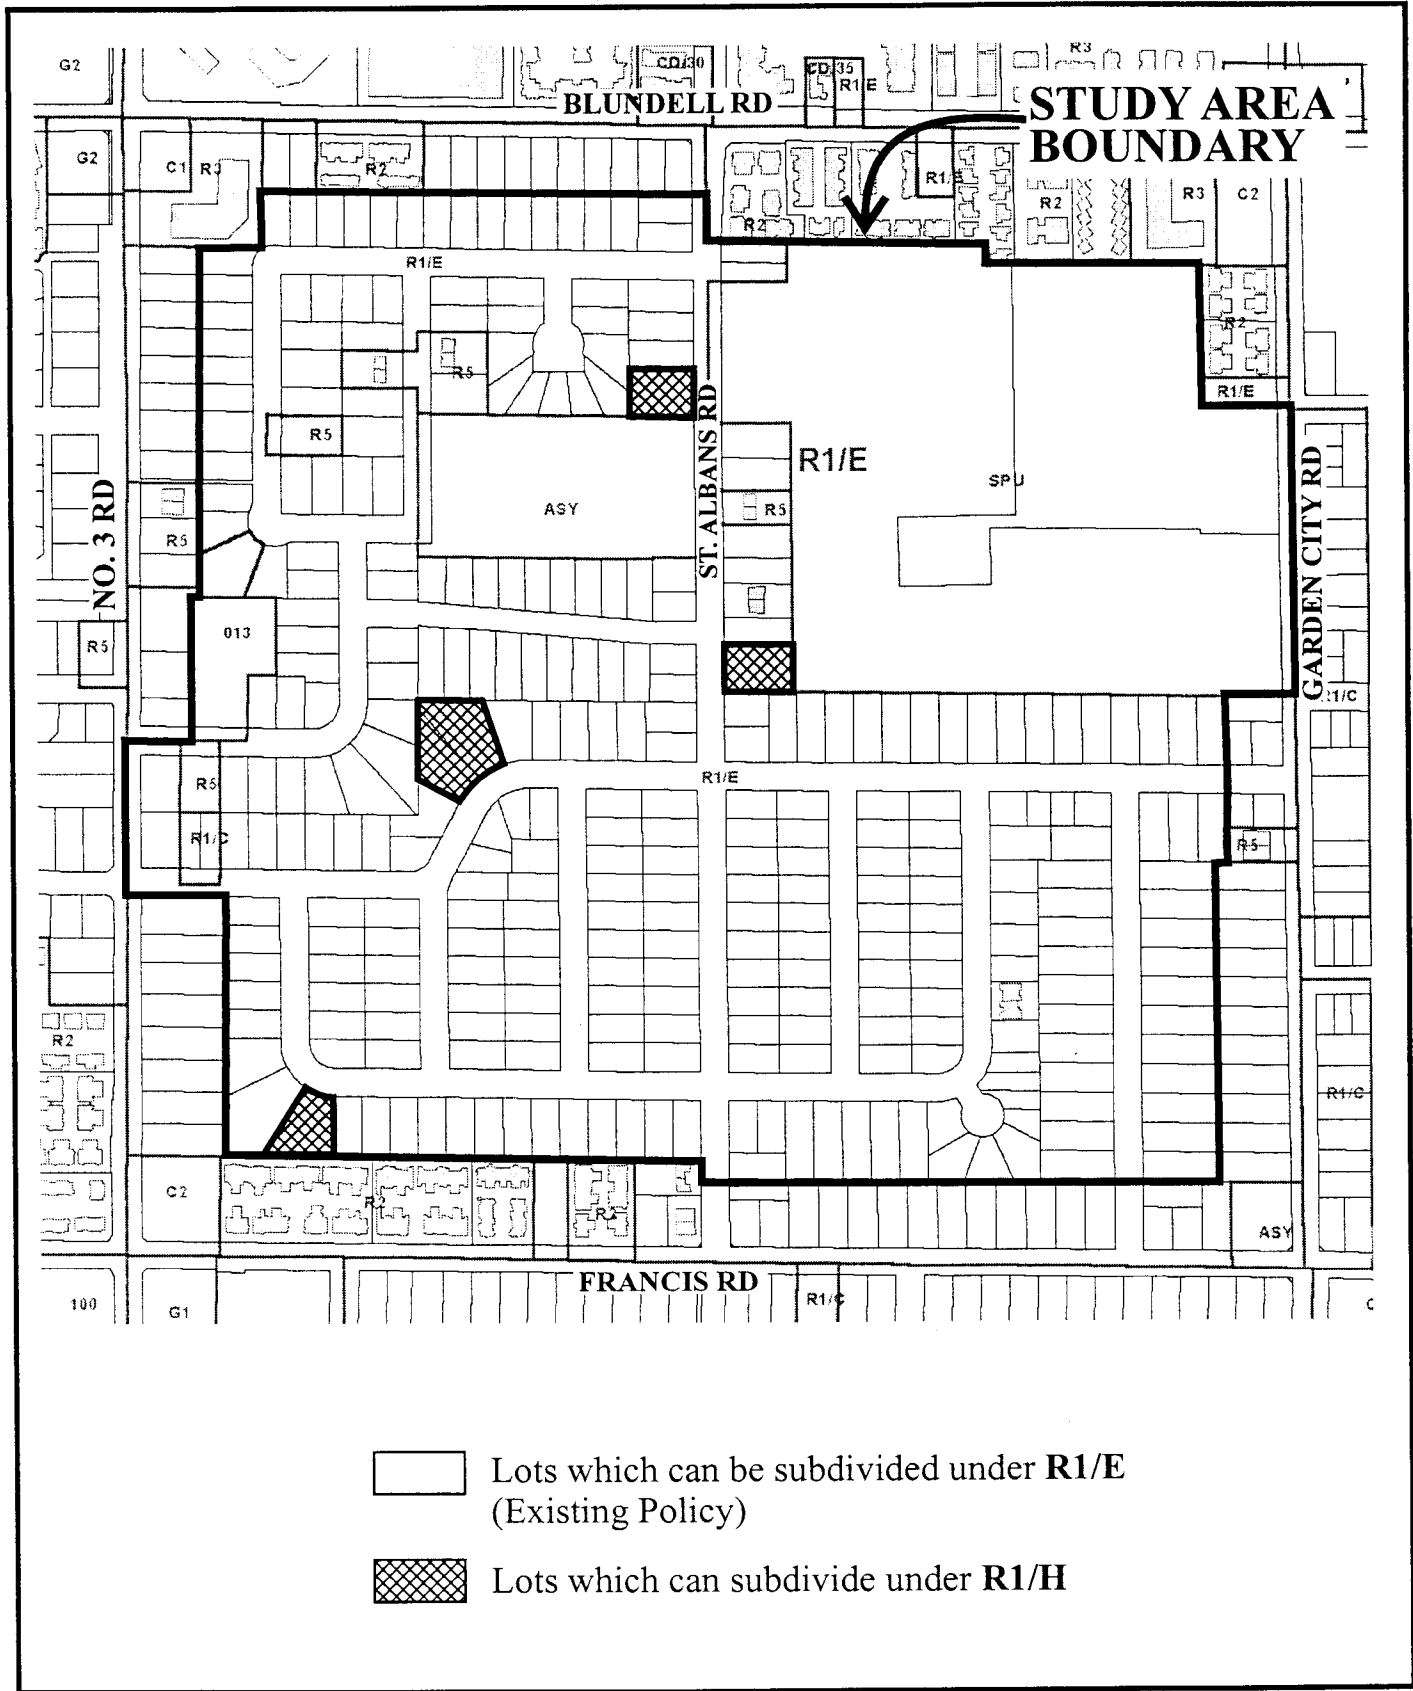 G2
CD/30
CD/35
R1/E
R3
BLUNDELL RD
STUDY AREA
BOUNDARY
G2
C1
R3
R2
R1/E
R2
R3
C2
R2
R1/E
R2
R5
R1/E
R5
R1/E
ASY
SPU
R5
R5
NO. 3 RD
ST. ALBANS RD
GARDEN CITY RD
013
R5
R1/C
R5
R1/E
R1/C
R5
R2
R1/C
C2
R2
ASY
FRANCIS RD
100
G1
R1/C
Lots which can be subdivided under R1/E
(Existing Policy)
Lots which can subdivide under R1/H